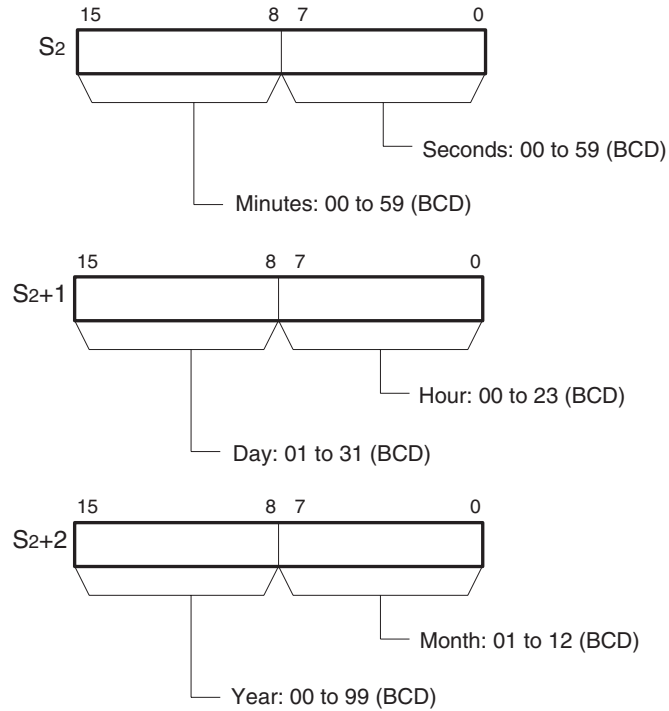 15 8 7 0
S2
Seconds: 00 to 59 (BCD)
Minutes: 00 to 59 (BCD)
15 8 7 0
S2+1
Hour: 00 to 23 (BCD)
Day: 01 to 31 (BCD)
15 8 7 0
S2+2
Month: 01 to 12 (BCD)
Year: 00 to 99 (BCD)